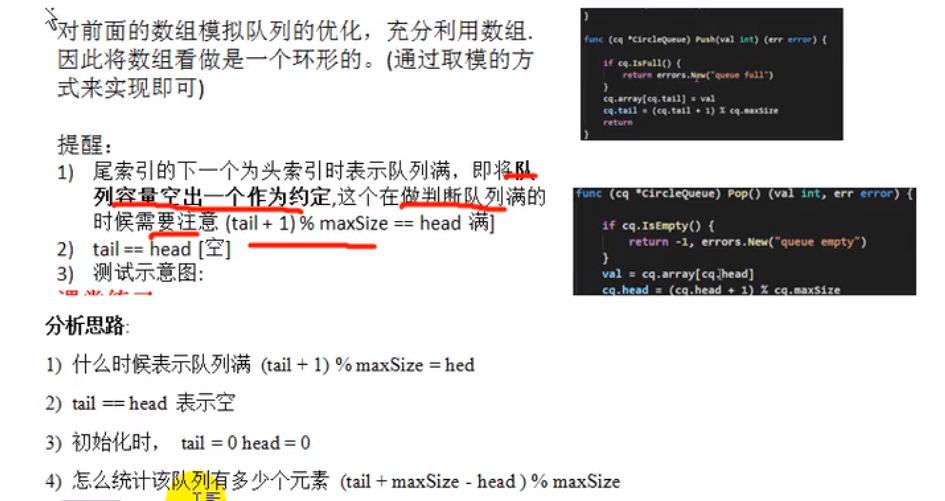 对前面的数组模拟队列的优化，充分利用数组.
因此将数组看做是一个环形的。(通过取模的方
式来实现即可)
提醒：
1) 尾索引的下一个为头索引时表示队列满，即将队
列容量空出一个作为约定,这个在做判断队列满的
时候需要注意 (tail + 1) % maxSize == head 满]
2) tail == head [空]
3) 测试示意图:
}
func (cq *CircleQueue) Push(val int) (err error) {
if cq.IsFull() {
return errors.New("queue full")
}
cq.array[cq.tail] = val
cq.tail = (cq.tail + 1) % cq.maxSize
return
}
func (cq *CircleQueue) Pop() (val int, err error) {
if cq.IsEmpty() {
return -1, errors.New("queue empty")
}
val = cq.array[cq.head]
cq.head = (cq.head + 1) % cq.maxSize
分析思路:
1) 什么时候表示队列满 (tail + 1) % maxSize = hed
2) tail == head 表示空
3) 初始化时， tail = 0 head = 0
4) 怎么统计该队列有多少个元素 (tail + maxSize - head ) % maxSize